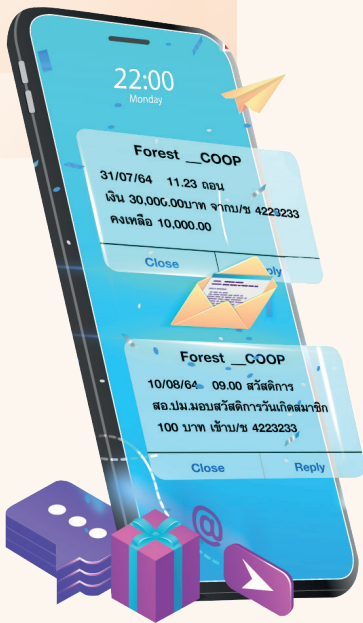 22:00
Monday
Forest __COOP
31/07/64 11.23 ถอน
เงิน 30,000.00บาท จากบ/ช 4223233
คงเหลือ 10,000.00
Close
Forest __COOP
10/08/64 09.00 สวัสดิการ
สอ.ปม.มอบสวัสดิการวันเกิดสมาชิก
100 บาท เข้าบ/ช 4223233
Close Reply
@